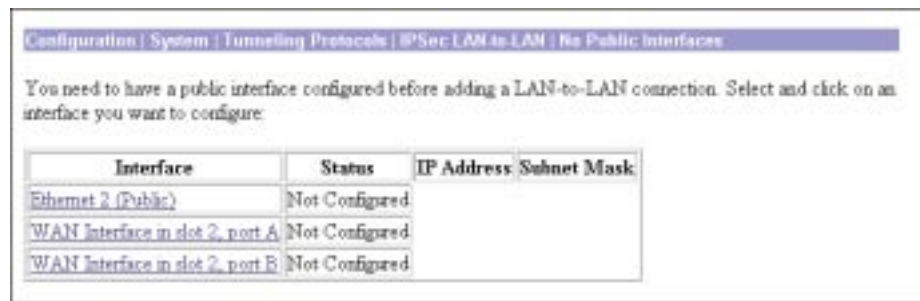 Configuration | System | Tunneling Protocols | IPSec LAN-to-LAN | No Public Interfaces
You need to have a public interface configured before adding a LAN-to-LAN connection. Select and click on an
interface you want to configure:
Interface Status IP Address Subnet Mask
Ethernet 2 (Public) Not Configured
WAN Interface in slot 2, port A Not Configured
WAN Interface in slot 2, port B Not Configured